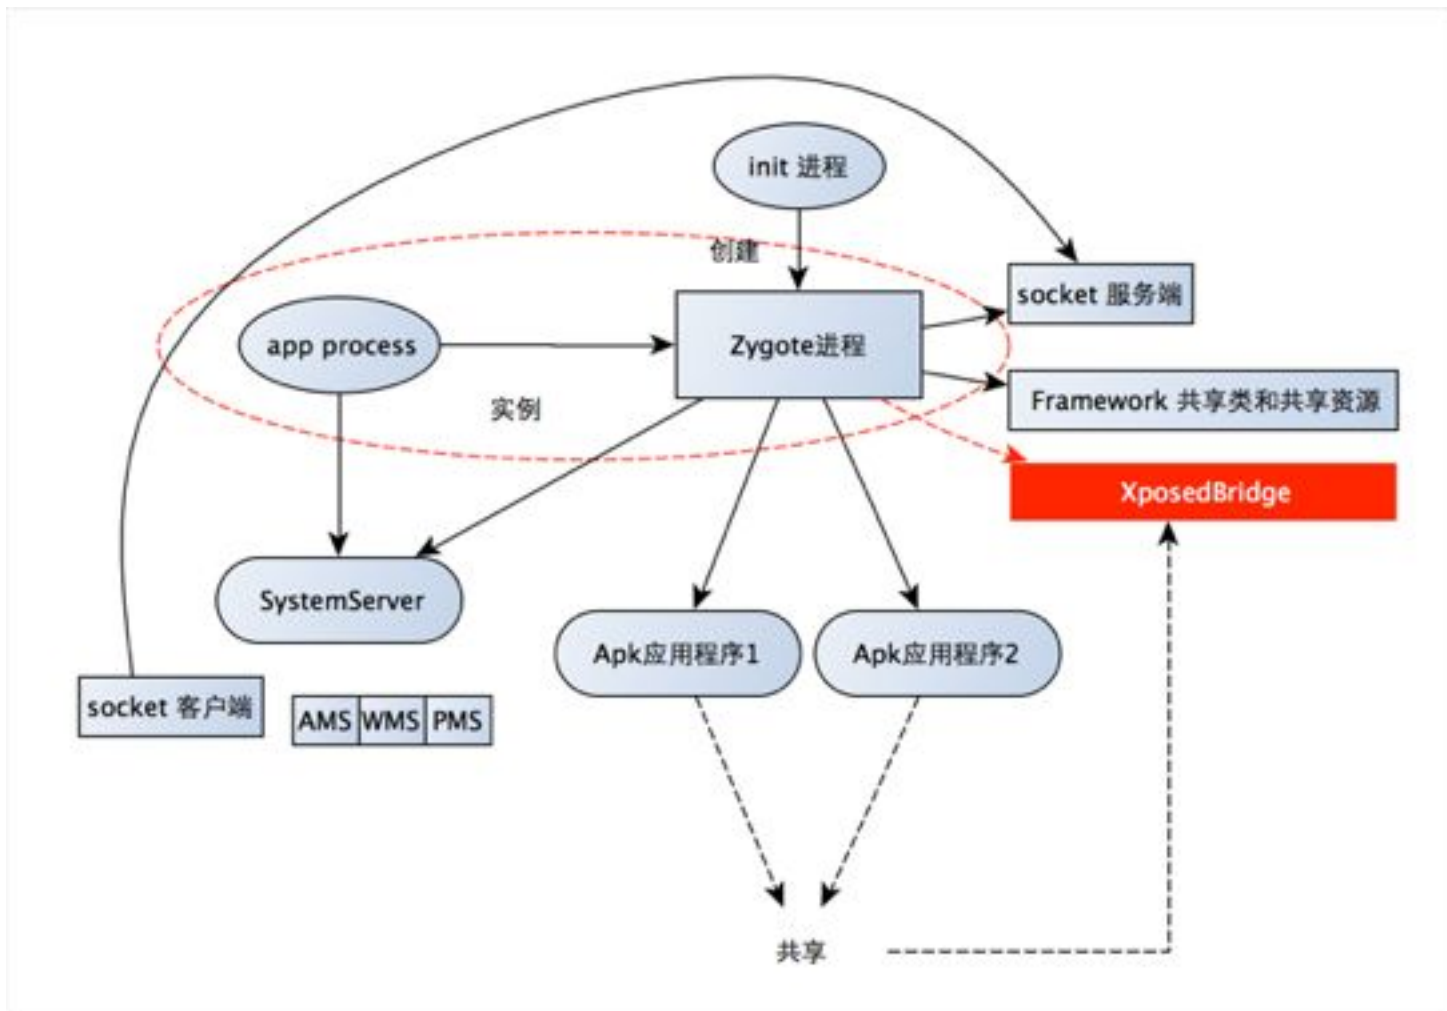 init 进程
创建
socket 服务端
app process
Zygote进程
实例
Framework 共享类和共享资源
XposedBridge
SystemServer
Apk应用程序1
Apk应用程序2
socket 客户端
AMS WMS PMS
共享